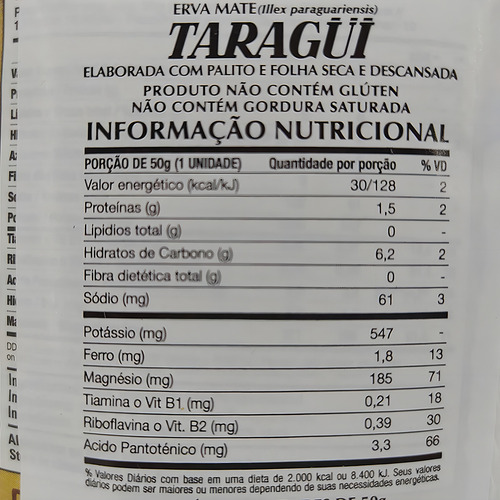 ERVA MATE (Illex paraguariensis)
TARAGÜI
ELABORADA COM PALITO E FOLHA SECA E DESCANSADA
PRODUTO NÃO CONTÉM GLÚTEN
NÃO CONTÉM GORDURA SATURADA
INFORMAÇÃO NUTRICIONAL
PORÇÃO DE 50g (1 UNIDADE) Quantidade por porção % VD
Valor energético (kcal/kJ) 30/128 2
Proteínas (g) 1,5 2
Lipidios total (g) 0 -
Hidratos de Carbono (g) 6,2 2
Fibra dietética total (g) 0 -
Sódio (mg) 61 3
Potássio (mg) 547 -
Ferro (mg) 1,8 13
Magnésio (mg) 185 71
Tiamina o Vit B1 (mg) 0,21 18
Riboflavina o Vit. B2 (mg) 0,39 30
Acido Pantoténico (mg) 3,3 66
% Valores Diários com base em uma dieta de 2.000 kcal ou 8.400 kJ. Seus valores
diários podem ser maiores ou menores dependendo de suas necessidades energéticas.